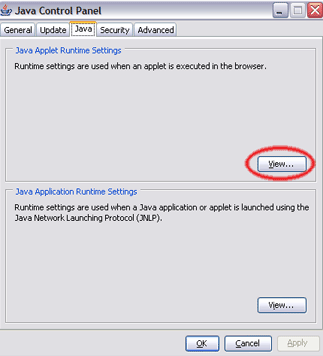 Java Control Panel
General Update Java Security Advanced
Java Applet Runtime Settings
Runtime settings are used when an applet is executed in the browser.
View...
Java Application Runtime Settings
Runtime settings are used when a Java application or applet is launched using the
Java Network Launching Protocol (JNLP).
View...
OK Cancel Apply